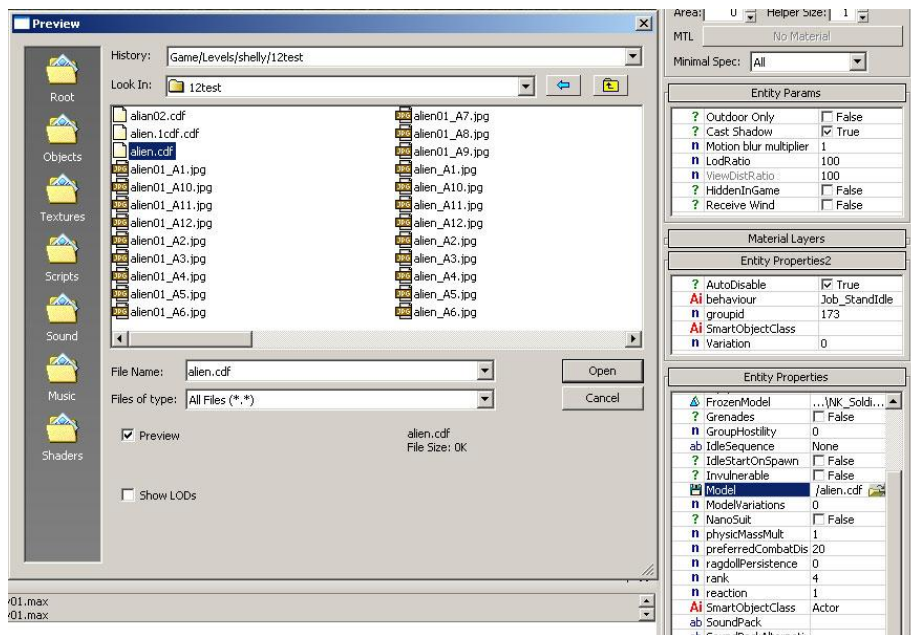 Preview
History: Game/Levels/shelly/12test
Look In: 12test
Root
Objects
Textures
Scripts
Sound
Music
Shaders
alian02.cdf
alien.1cdf.cdf
alien.cdf
alien01_A1.jpg
alien01_A10.jpg
alien01_A11.jpg
alien01_A12.jpg
alien01_A2.jpg
alien01_A3.jpg
alien01_A4.jpg
alien01_A5.jpg
alien01_A6.jpg
alien01_A7.jpg
alien01_A8.jpg
alien01_A9.jpg
alien_A1.jpg
alien_A10.jpg
alien_A11.jpg
alien_A12.jpg
alien_A2.jpg
alien_A3.jpg
alien_A4.jpg
alien_A5.jpg
alien_A6.jpg
File Name: alien.cdf Open
Files of type: All Files (*.*) Cancel
Preview
alien.cdf
File Size: 0K
Show LODs
v01.max
v01.max
Area: 0 Helper Size: 1
MTL No Material
Minimal Spec: All
Entity Params
? Outdoor Only False
? Cast Shadow True
n Motion blur multiplier 1
n LodRatio 100
n ViewDistRatio 100
? HiddenInGame False
? Receive Wind False
Material Layers
Entity Properties2
? AutoDisable True
Ai behaviour Job_StandIdle
n groupid 173
Ai SmartObjectClass
n Variation 0
Entity Properties
FrozenModel ...\NK_Soldi...
? Grenades False
n GroupHostility 0
ab IdleSequence None
? IdleStartOnSpawn False
? Invulnerable False
Model /alien.cdf
n ModelVariations 0
? NanoSuit False
n physicMassMult 1
n preferredCombatDis 20
n ragdollPersistence 0
n rank 4
n reaction 1
Ai SmartObjectClass Actor
ab SoundPack